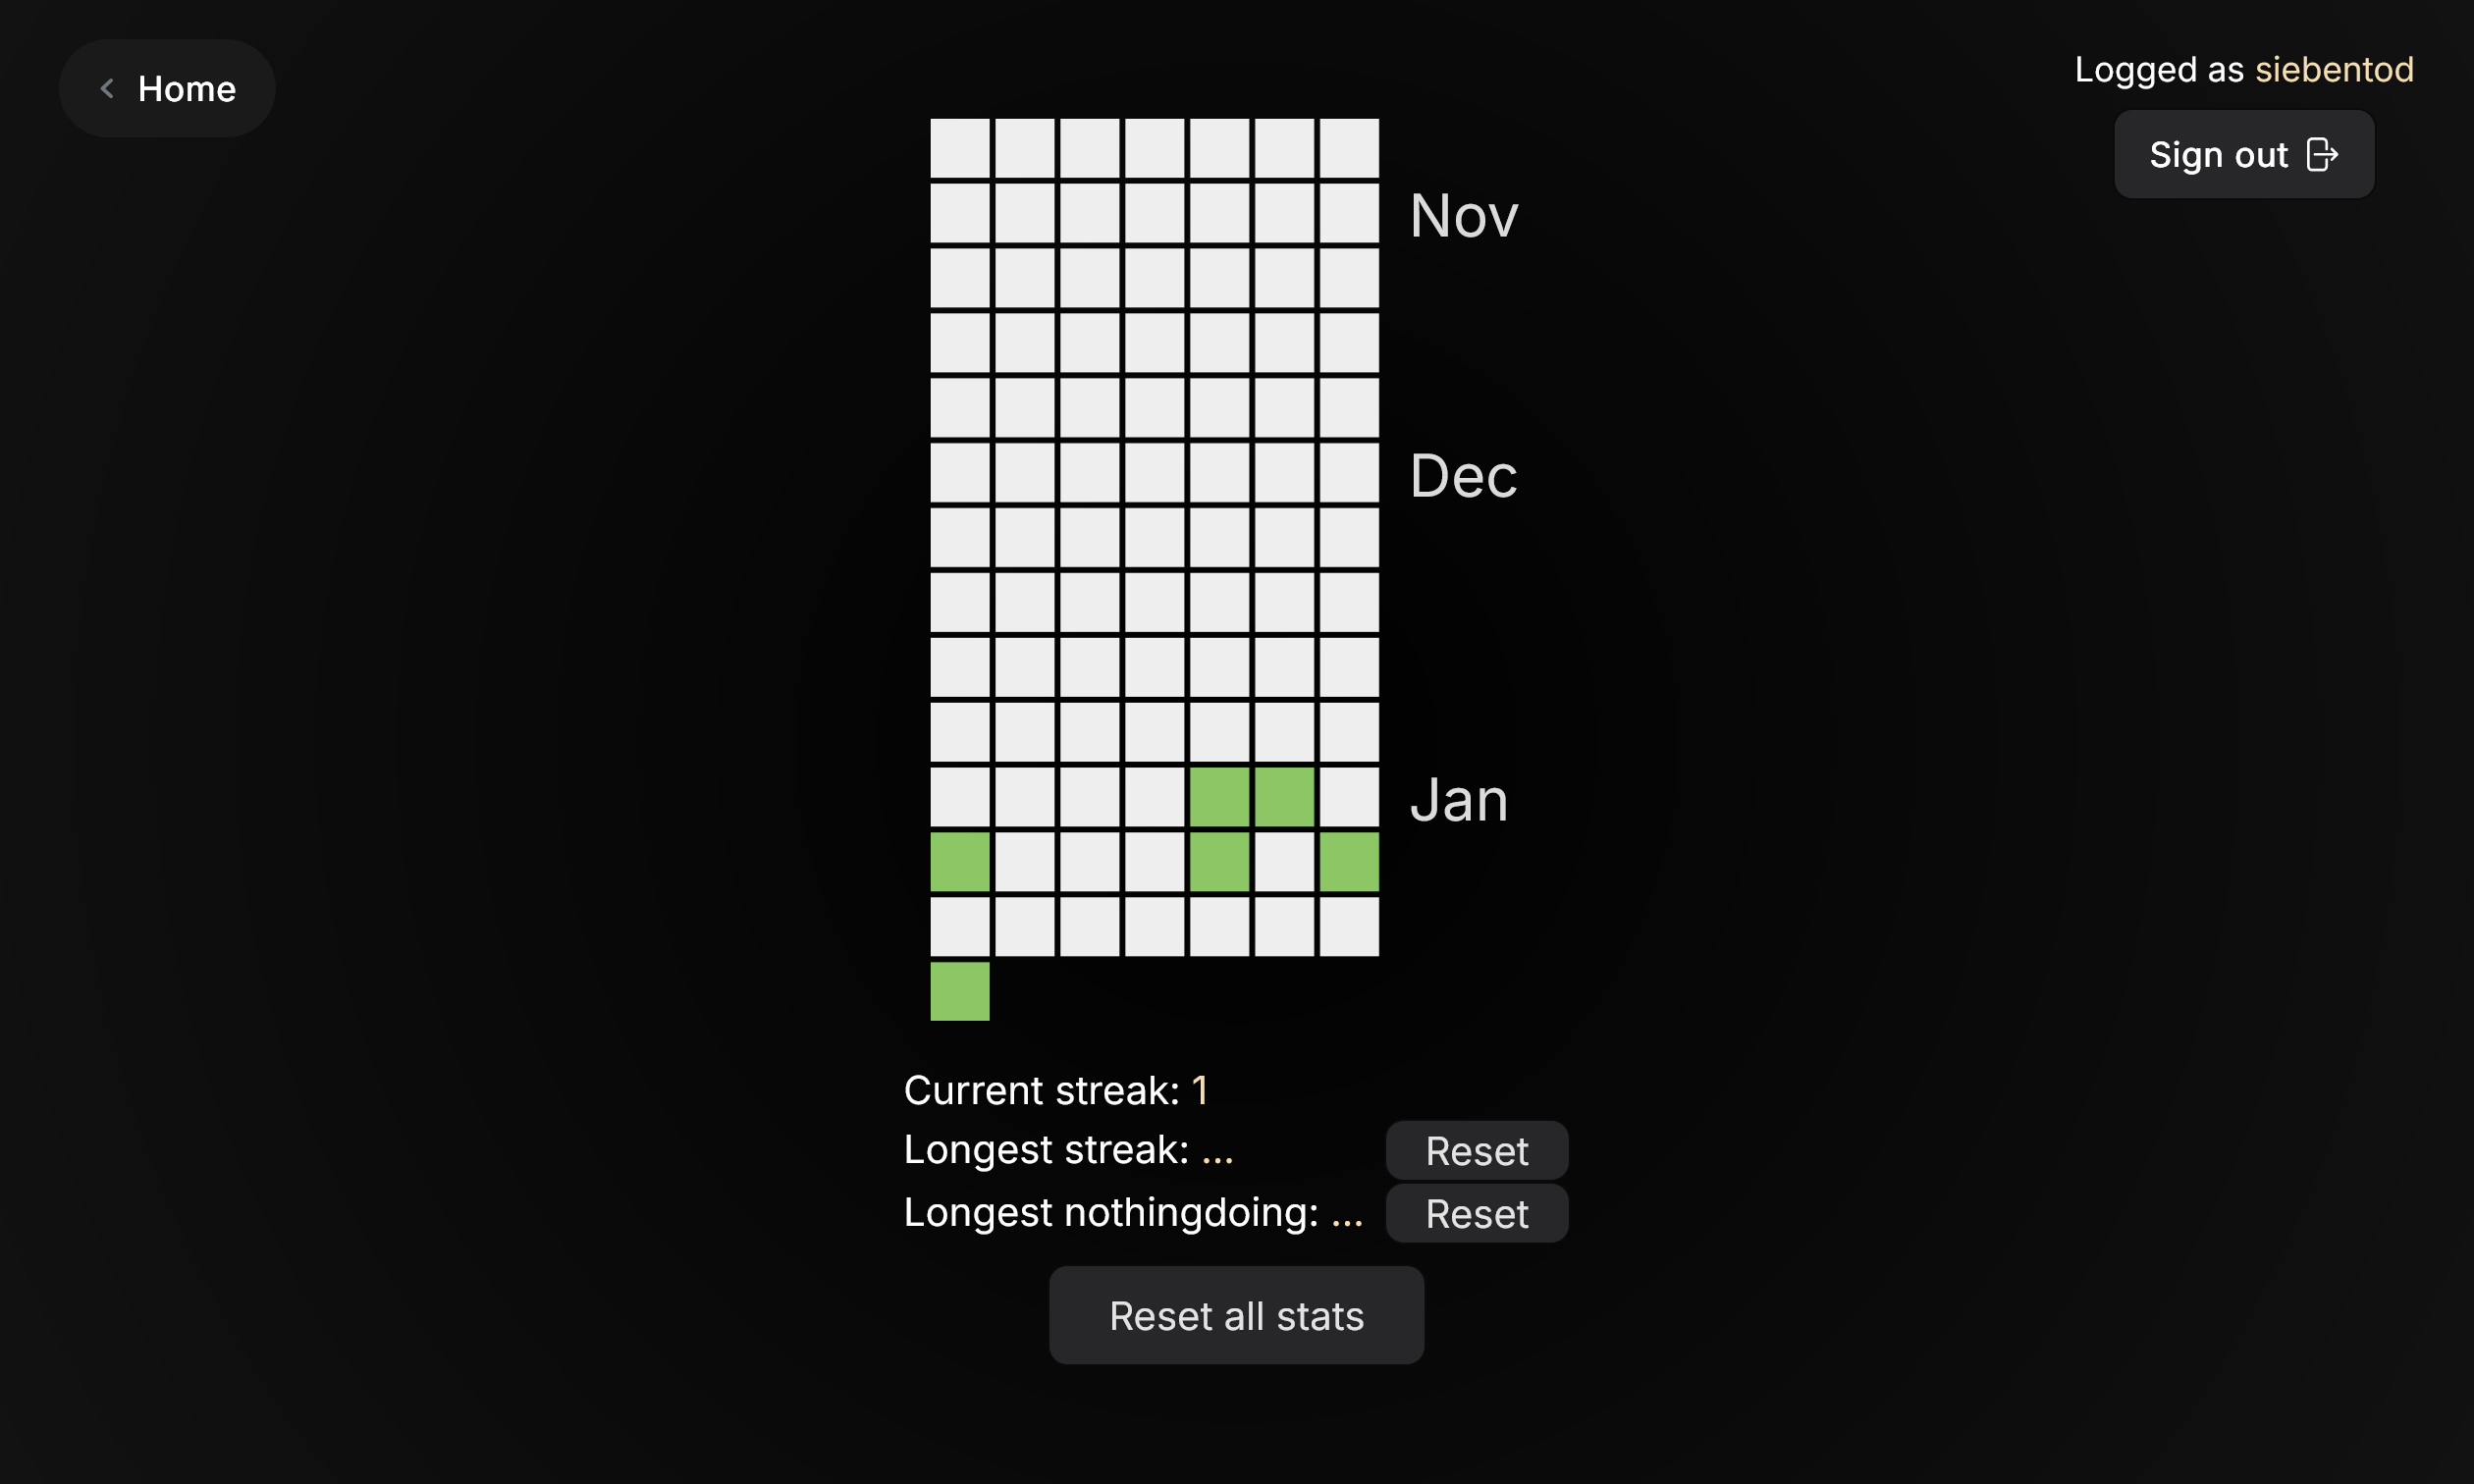 Home
Logged as siebentod
Sign out
Nov
Dec
Jan
Current streak: 1
Longest streak: ...
Reset
Longest nothingdoing: ...
Reset
Reset all stats